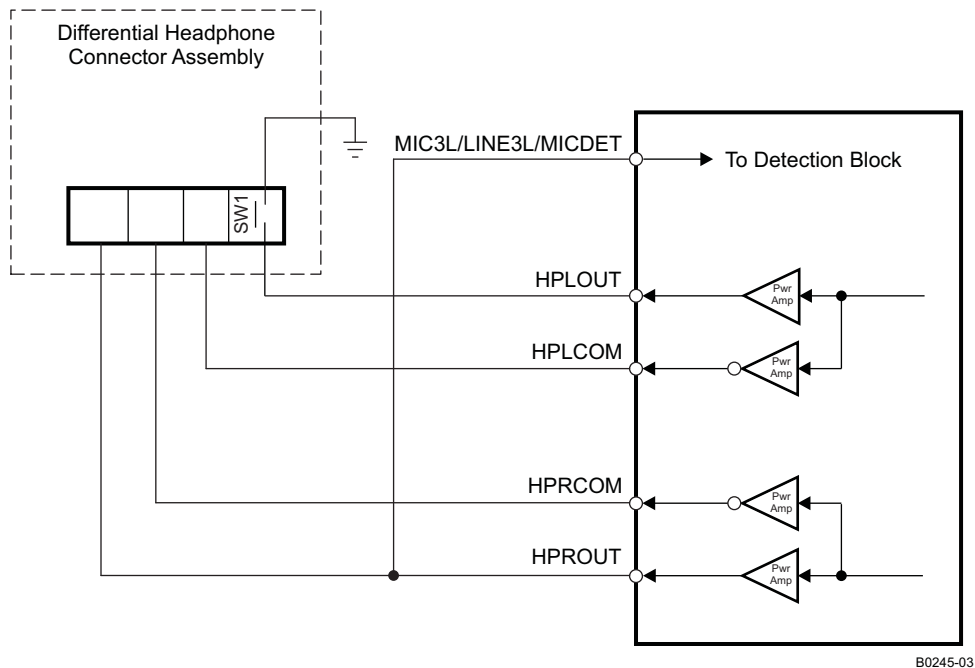 Differential Headphone
Connector Assembly
MIC3L/LINE3L/MICDET
To Detection Block
SW1
HPLOUT
Pwr
Amp
HPLCOM
Pwr
Amp
HPRCOM
Pwr
Amp
HPROUT
Pwr
Amp
B0245-03